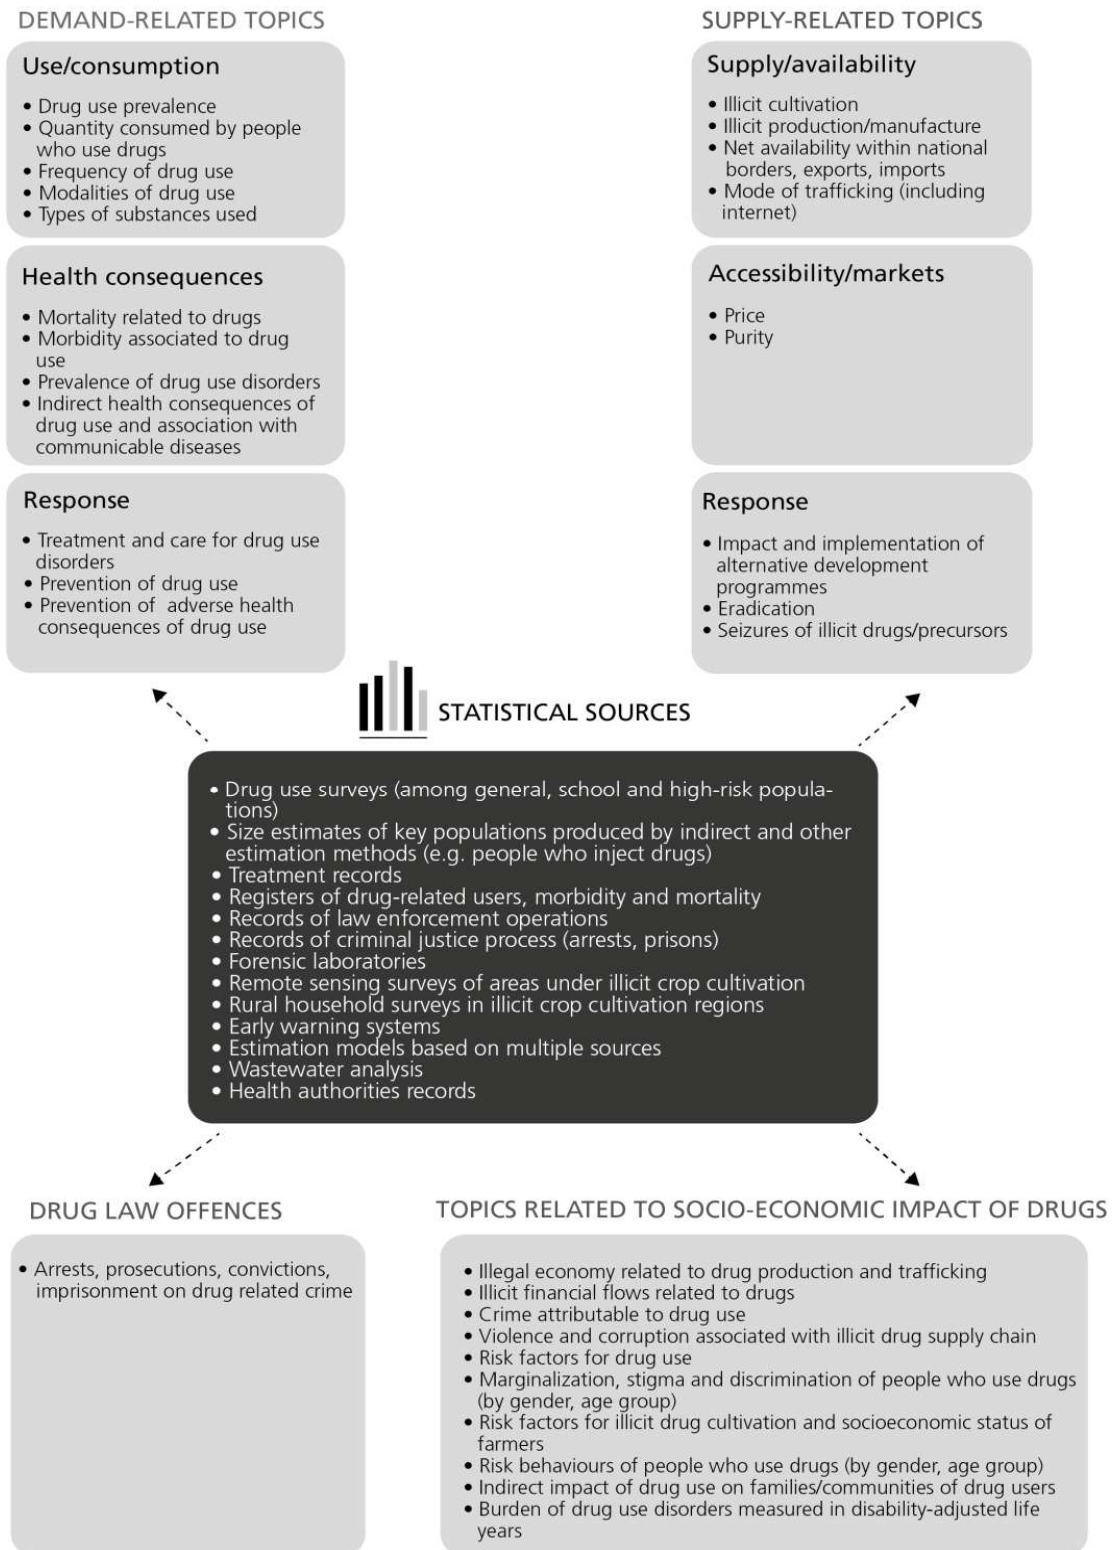 DEMAND-RELATED TOPICS
Use/consumption
• Drug use prevalence
• Quantity consumed by people
who use drugs
• Frequency of drug use
• Modalities of drug use
• Types of substances used
Health consequences
• Mortality related to drugs
• Morbidity associated to drug
use
• Prevalence of drug use disorders
• Indirect health consequences of
drug use and association with
communicable diseases
Response
• Treatment and care for drug use
disorders
• Prevention of drug use
• Prevention of adverse health
consequences of drug use
SUPPLY-RELATED TOPICS
Supply/availability
• Illicit cultivation
• Illicit production/manufacture
• Net availability within national
borders, exports, imports
• Mode of trafficking (including
internet)
Accessibility/markets
• Price
• Purity
Response
• Impact and implementation of
alternative development
programmes
• Eradication
• Seizures of illicit drugs/precursors
STATISTICAL SOURCES
• Drug use surveys (among general, school and high-risk popula-
tions)
• Size estimates of key populations produced by indirect and other
estimation methods (e.g. people who inject drugs)
• Treatment records
• Registers of drug-related users, morbidity and mortality
• Records of law enforcement operations
• Records of criminal justice process (arrests, prisons)
• Forensic laboratories
• Remote sensing surveys of areas under illicit crop cultivation
• Rural household surveys in illicit crop cultivation regions
• Early warning systems
• Estimation models based on multiple sources
• Wastewater analysis
• Health authorities records
DRUG LAW OFFENCES
• Arrests, prosecutions, convictions,
imprisonment on drug related crime
TOPICS RELATED TO SOCIO-ECONOMIC IMPACT OF DRUGS
• Illegal economy related to drug production and trafficking
• Illicit financial flows related to drugs
• Crime attributable to drug use
• Violence and corruption associated with illicit drug supply chain
• Risk factors for drug use
• Marginalization, stigma and discrimination of people who use drugs
(by gender, age group)
• Risk factors for illicit drug cultivation and socioeconomic status of
farmers
• Risk behaviours of people who use drugs (by gender, age group)
• Indirect impact of drug use on families/communities of drug users
• Burden of drug use disorders measured in disability-adjusted life
years